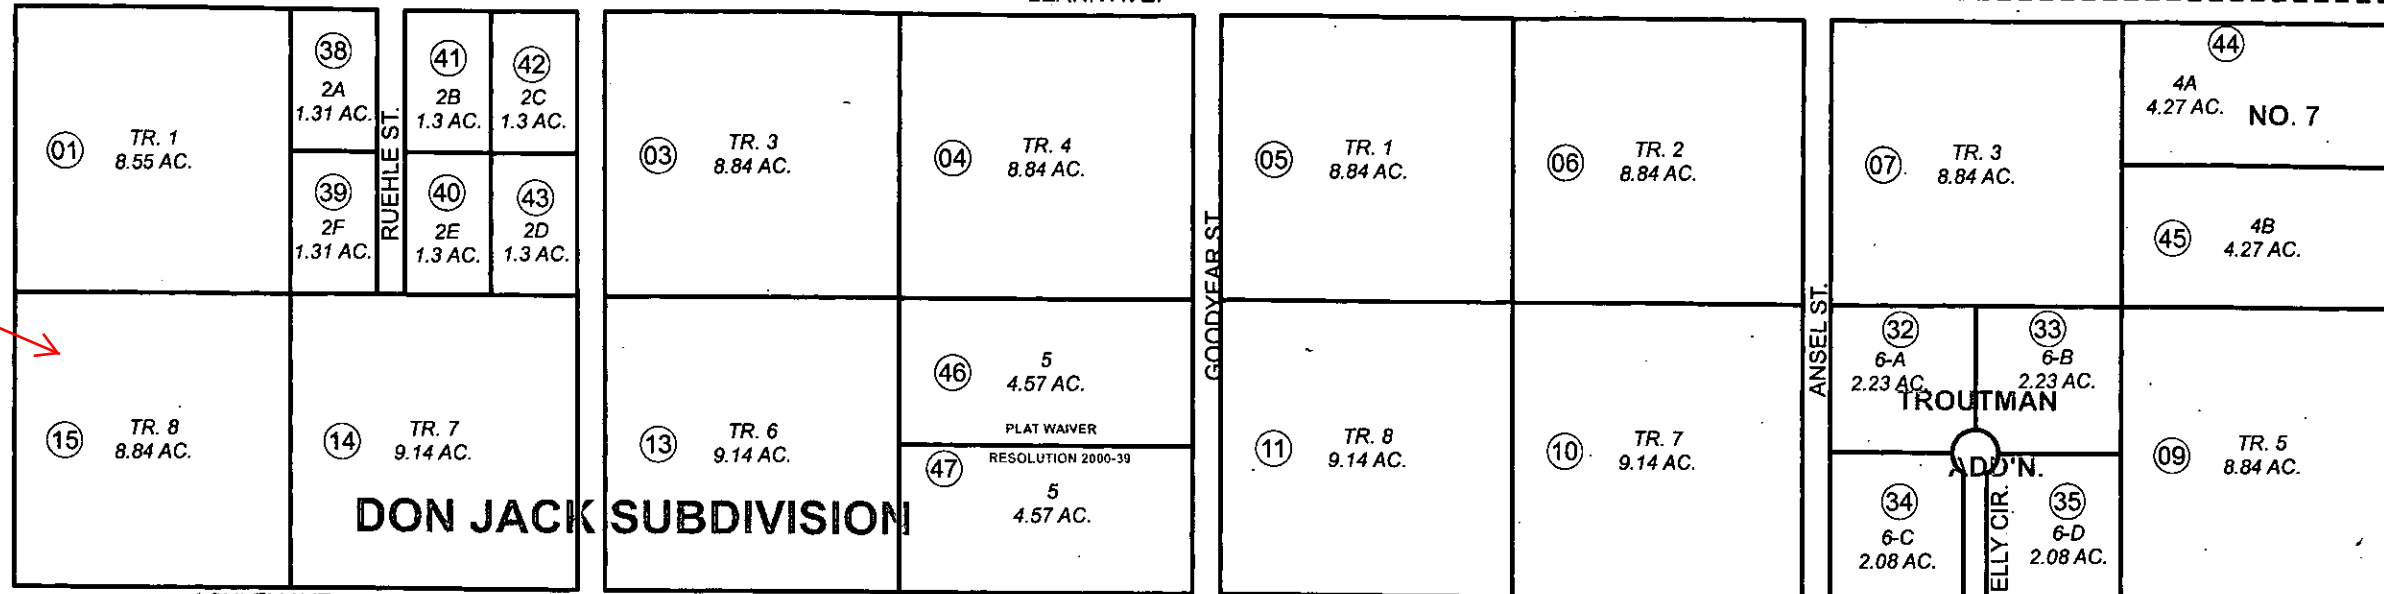 38
2A
1.31 AC.
41
2B
1.3 AC.
42
2C
1.3 AC.
44
4A
4.27 AC.
NO. 7
01
TR. 1
8.55 AC.
RUEHLE ST.
03
TR. 3
8.84 AC.
04
TR. 4
8.84 AC.
05
TR. 1
8.84 AC.
06
TR. 2
8.84 AC.
07
TR. 3
8.84 AC.
39
2F
1.31 AC.
40
2E
1.3 AC.
43
2D
1.3 AC.
GOODYEAR ST.
45
4B
4.27 AC.
ANSEL ST.
32
6-A
2.23 AC.
33
6-B
2.23 AC.
TROUTMAN
ADD'N.
46
5
4.57 AC.
PLAT WAIVER
RESOLUTION 2000-39
47
5
4.57 AC.
15
TR. 8
8.84 AC.
14
TR. 7
9.14 AC.
13
TR. 6
9.14 AC.
11
TR. 8
9.14 AC.
10
TR. 7
9.14 AC.
09
TR. 5
8.84 AC.
DON JACK SUBDIVISION
34
6-C
2.08 AC.
ELLY CIR.
35
6-D
2.08 AC.